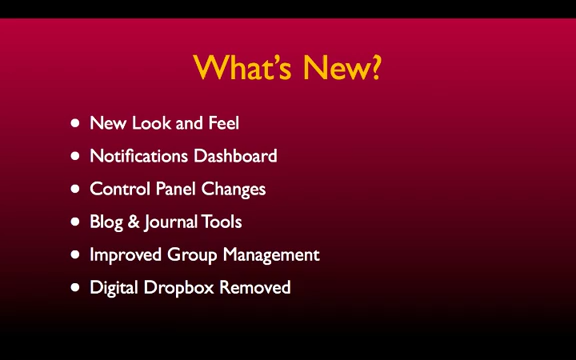 What's New?
• New Look and Feel
• Notifications Dashboard
• Control Panel Changes
• Blog & Journal Tools
• Improved Group Management
• Digital Dropbox Removed